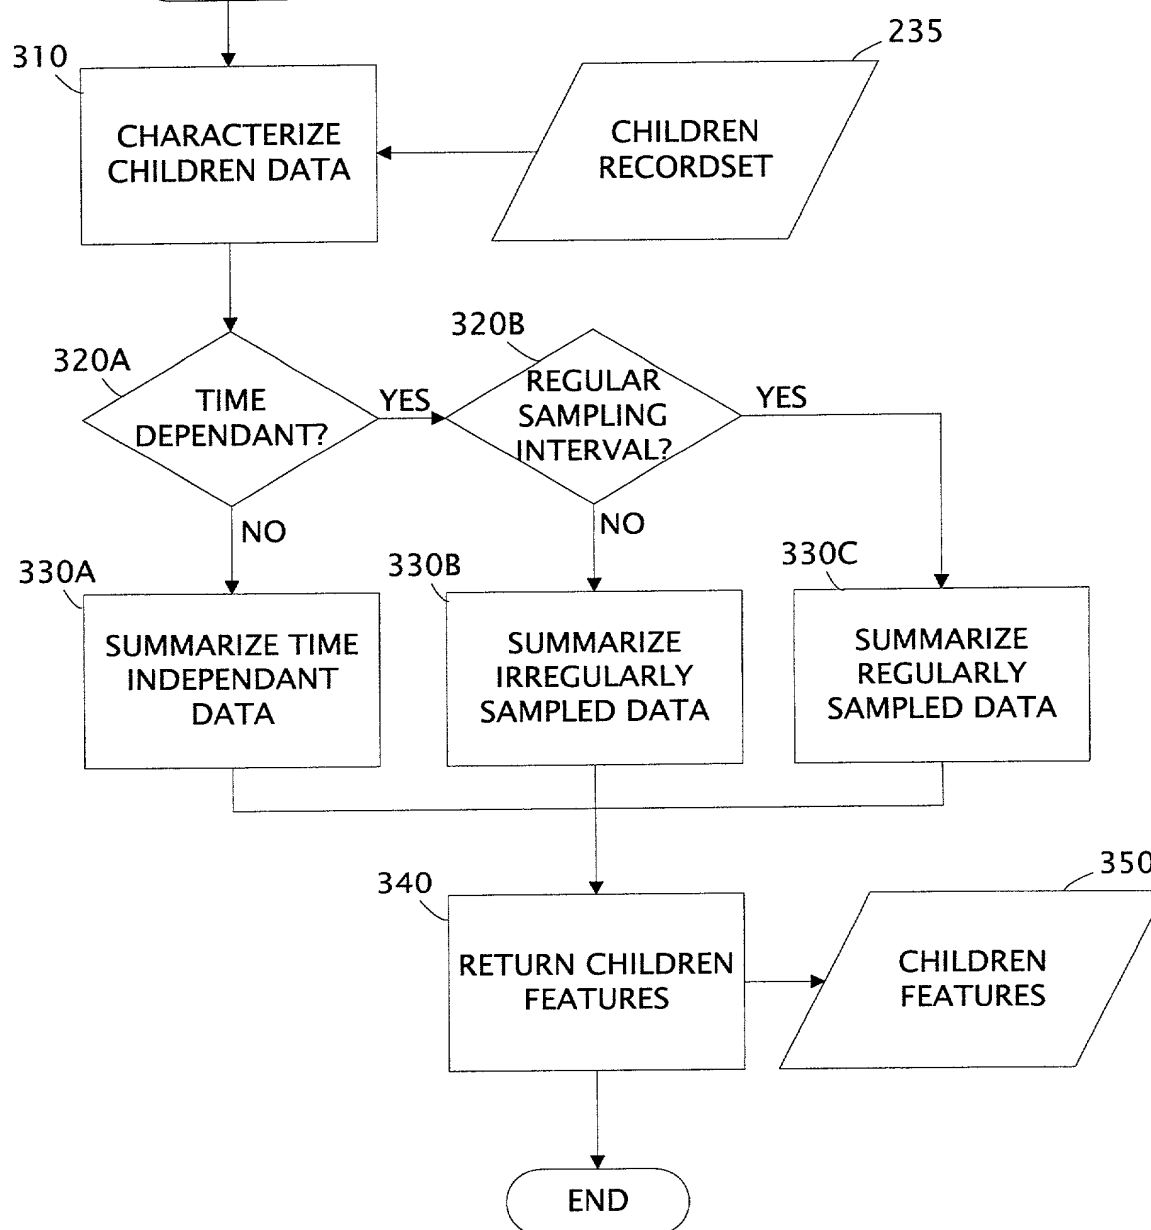 310
235
CHARACTERIZE
CHILDREN DATA
CHILDREN
RECORDSET
320A
320B
TIME
DEPENDANT?
YES
REGULAR
SAMPLING
INTERVAL?
YES
NO
NO
330A
330B
330C
SUMMARIZE TIME
INDEPENDANT
DATA
SUMMARIZE
IRREGULARLY
SAMPLED DATA
SUMMARIZE
REGULARLY
SAMPLED DATA
340
350
RETURN CHILDREN
FEATURES
CHILDREN
FEATURES
END